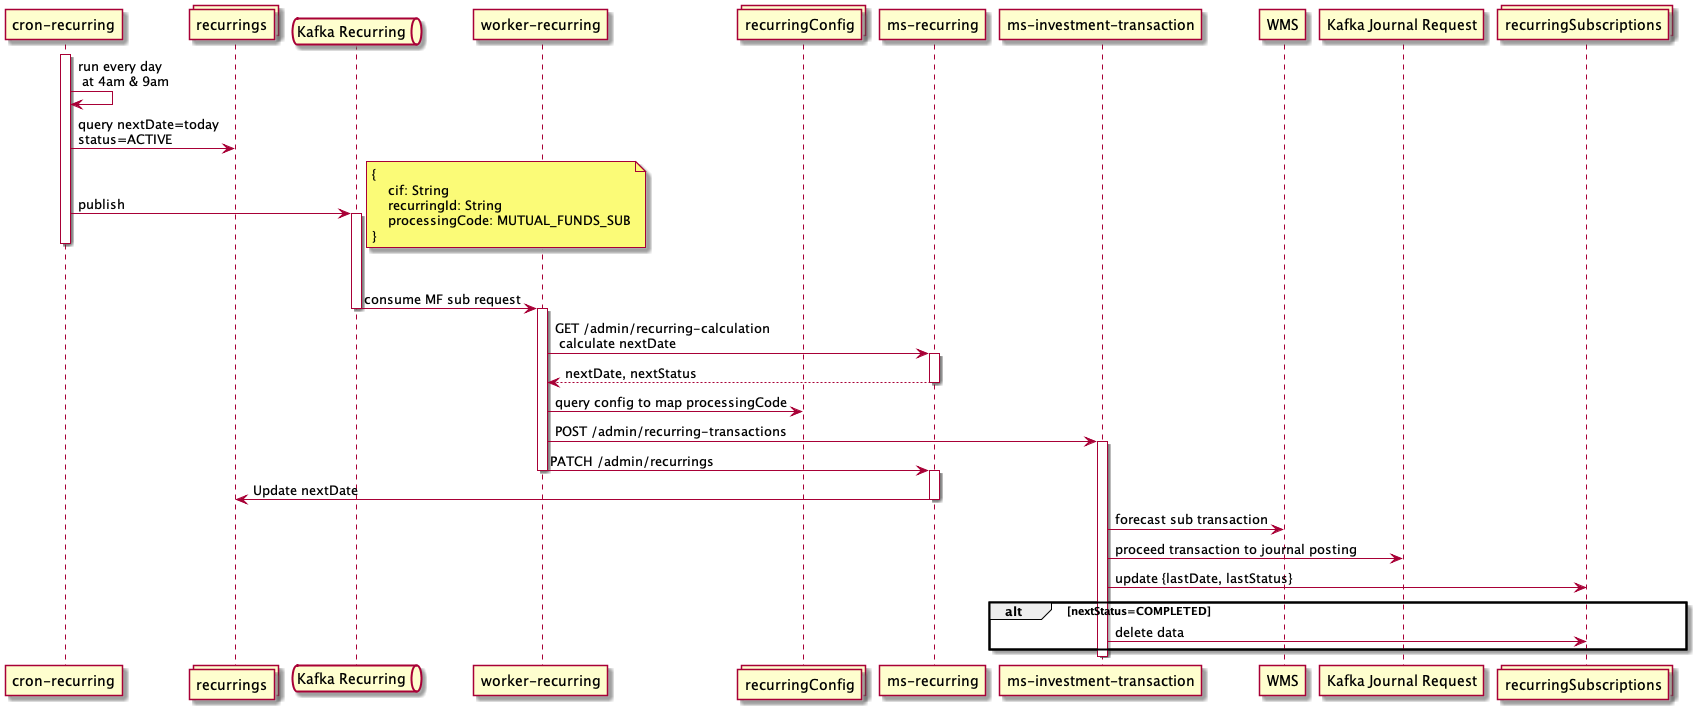 cron-recurring
recurrings
Kafka Recurring
worker-recurring
recurringConfig
ms-recurring
ms-investment-transaction
WMS
Kafka Journal Request
recurringSubscriptions
run every day
at 4am & 9am
query nextDate=today
status=ACTIVE
{
cif: String
recurringId: String
processingCode: MUTUAL_FUNDS_SUB
}
publish
consume MF sub request
GET /admin/recurring-calculation
calculate nextDate
nextDate, nextStatus
query config to map processingCode
POST /admin/recurring-transactions
PATCH /admin/recurrings
Update nextDate
forecast sub transaction
proceed transaction to journal posting
update {lastDate, lastStatus}
alt
[nextStatus=COMPLETED]
delete data
cron-recurring
recurrings
Kafka Recurring
worker-recurring
recurringConfig
ms-recurring
ms-investment-transaction
WMS
Kafka Journal Request
recurringSubscriptions